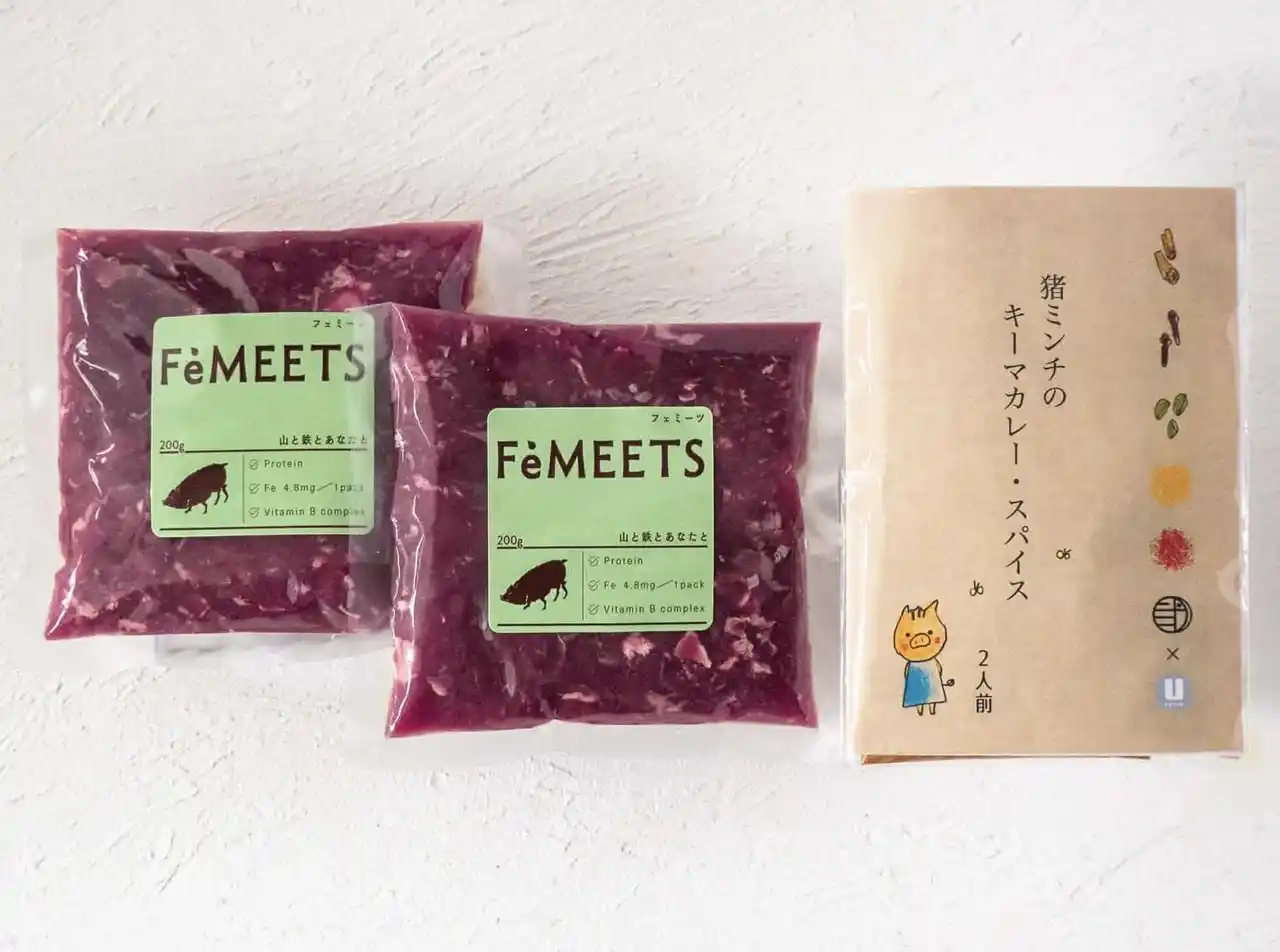 フェミーツ
FèMEETS
200g 山と鉄とあなたと
Protein
Fe 4.8mg／1pack
Vitamin B complex
フェミーツ
FèMEETS
200g 山と鉄とあなたと
Protein
Fe 4.8mg／1pack
Vitamin B complex
猪ミンチの
キーマカレー・スパイス
2人前
×
U